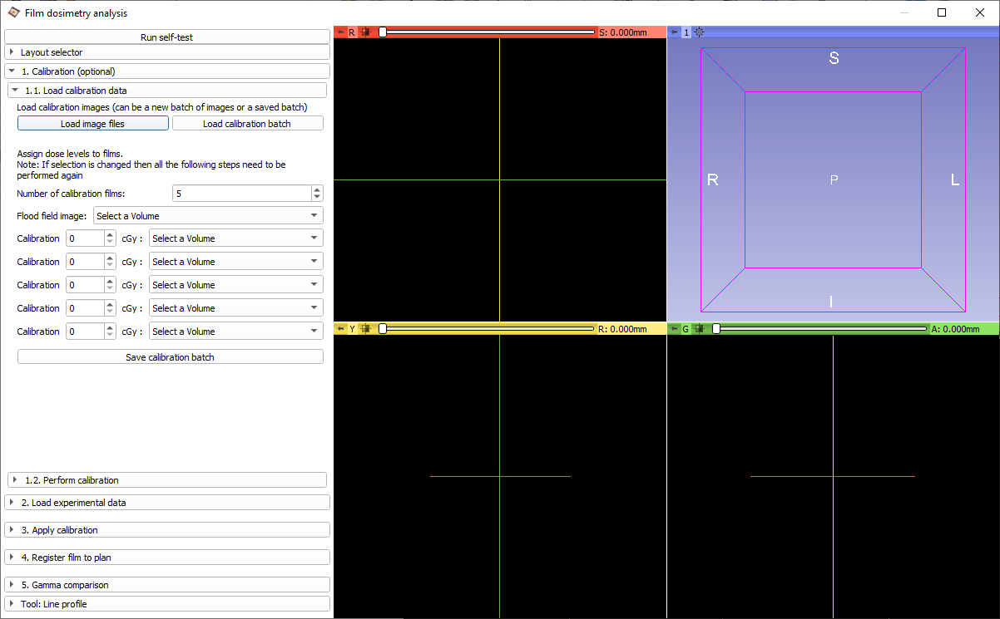 Film dosimetry analysis
Run self-test
Layout selector
1. Calibration (optional)
1.1. Load calibration data
Load calibration images (can be a new batch of images or a saved batch)
Load image files
Load calibration batch
Assign dose levels to films.
Note: If selection is changed then all the following steps need to be
performed again
Number of calibration films:
5
Flood field image:
Select a Volume
Calibration 0 cGy : Select a Volume
Calibration 0 cGy : Select a Volume
Calibration 0 cGy : Select a Volume
Calibration 0 cGy : Select a Volume
Calibration 0 cGy : Select a Volume
Save calibration batch
1.2. Perform calibration
2. Load experimental data
3. Apply calibration
4. Register film to plan
5. Gamma comparison
Tool: Line profile
R
S: 0.000mm
1
S
R
P
L
I
Y
R: 0.000mm
G
A: 0.000mm